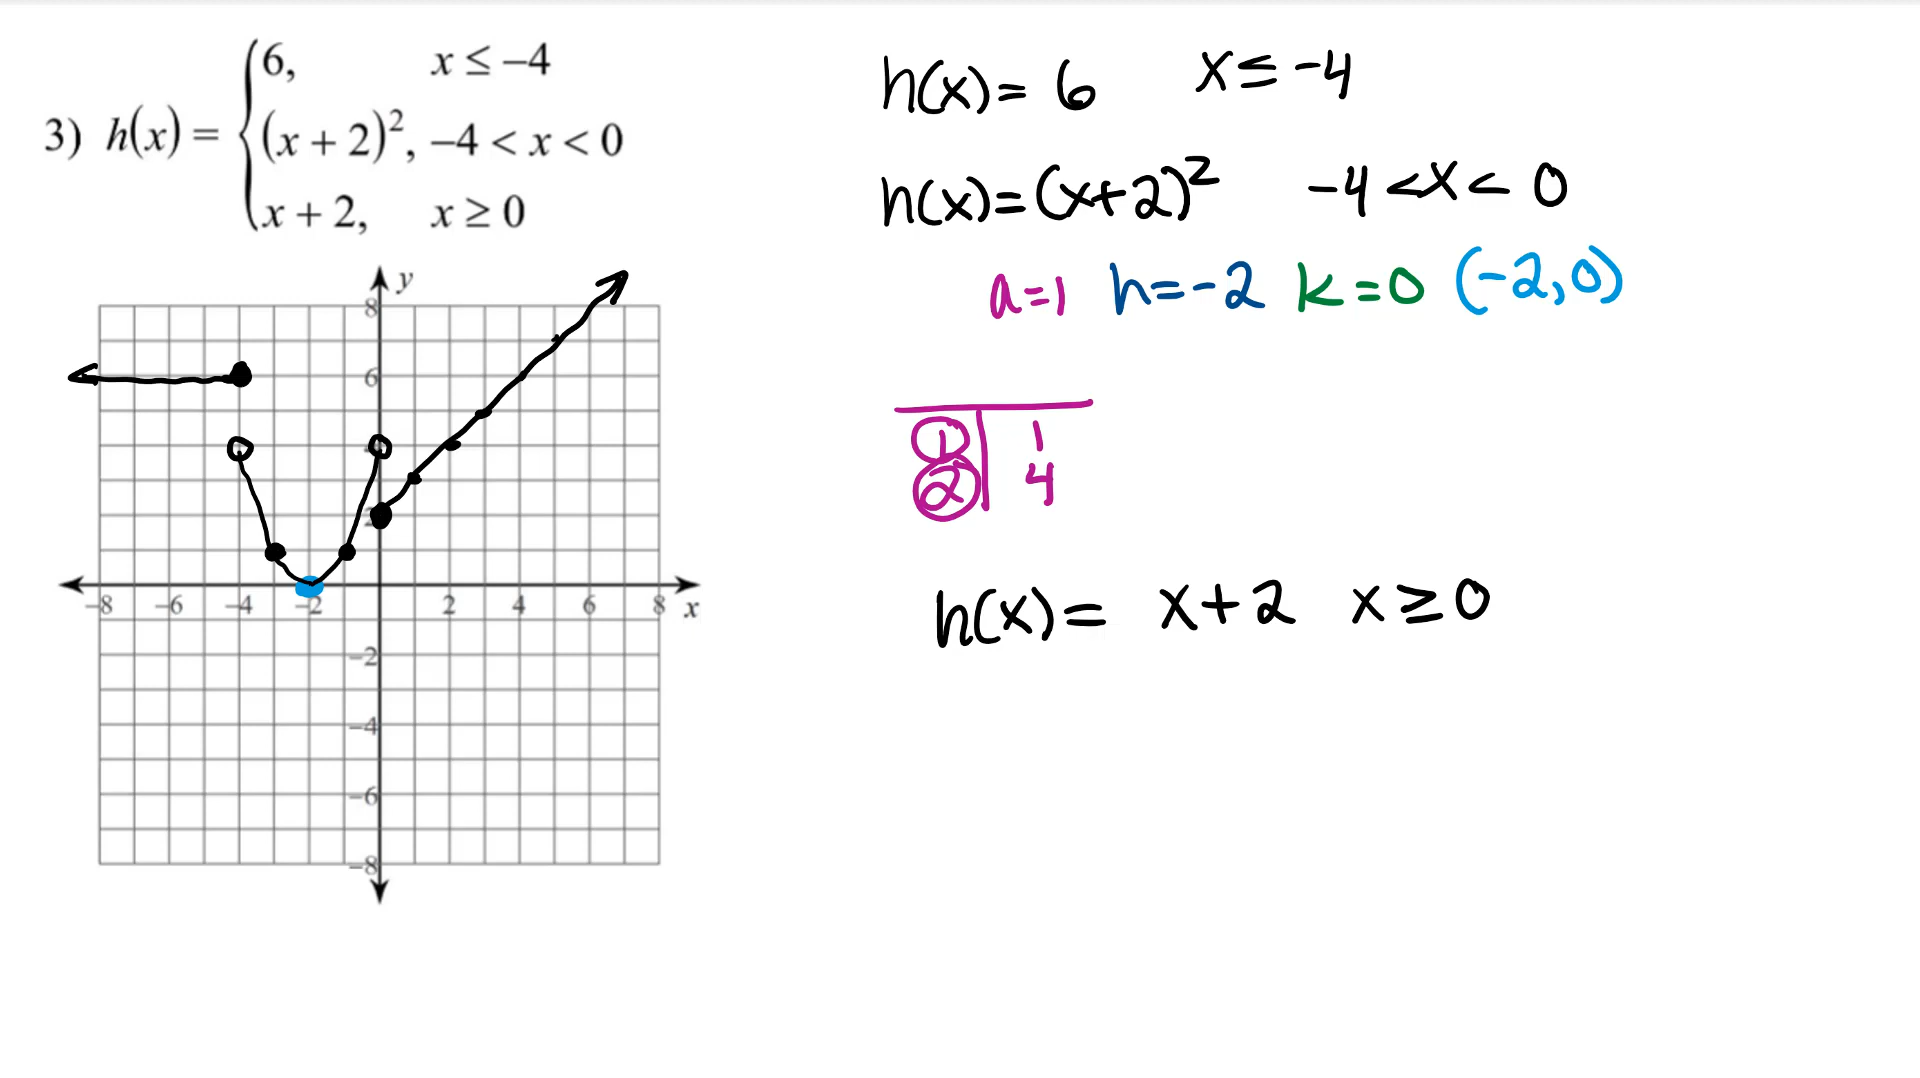 3) h(x) = { 6, x ≤ −4
(x + 2)², −4 < x < 0
x + 2, x ≥ 0
h(x) = 6 x ≤ -4
h(x) = (x+2)² -4 < x < 0
a=1 h=-2 k=0 (-2,0)
1 1
2 4
h(x) = x+2 x ≥ 0
y
8
6
2
−8 −6 −4 −2 2 4 6 8 x
−2
−4
−6
−8